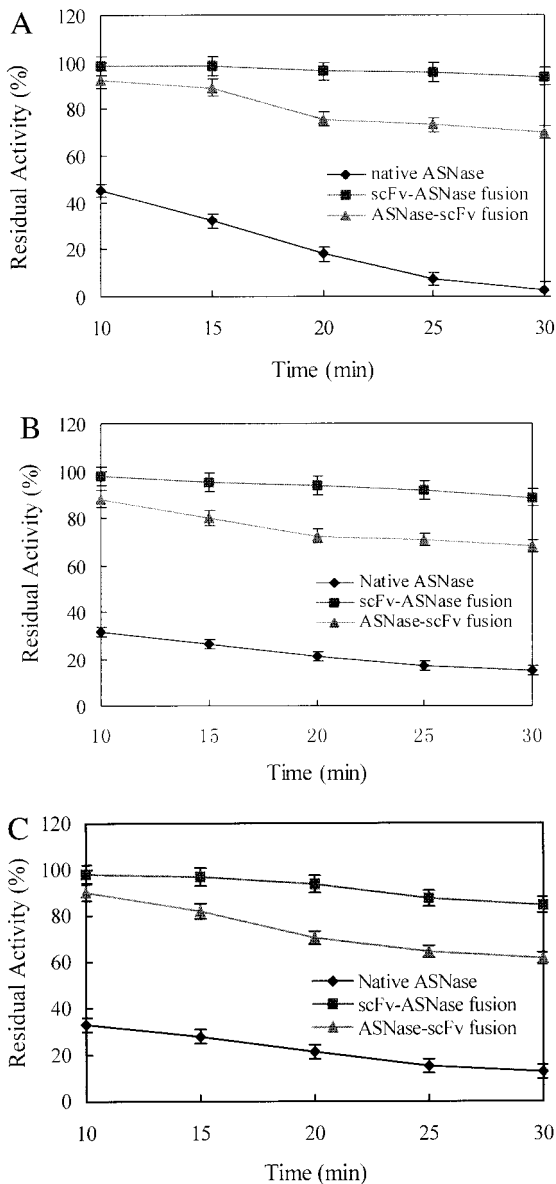 A
120
100
80
60
40
20
0
Residual Activity (%)
native ASNase
scFv-ASNase fusion
ASNase-scFv fusion
10 15 20 25 30
Time (min)
B
120
100
80
60
40
20
0
Residual Activity (%)
Native ASNase
scFv-ASNase fusion
ASNase-scFv fusion
10 15 20 25 30
Time (min)
C
120
100
80
60
40
20
0
Residual Activity (%)
Native ASNase
scFv-ASNase fusion
ASNase-scFv fusion
10 15 20 25 30
Time (min)